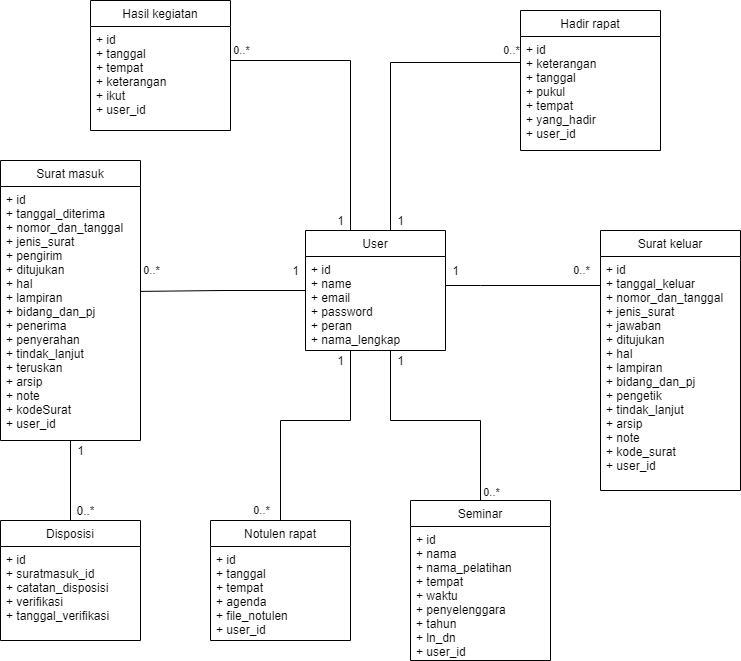 Hasil kegiatan
+ id
+ tanggal
+ tempat
+ keterangan
+ ikut
+ user_id
0..*
1
Hadir rapat
+ id
+ keterangan
+ tanggal
+ pukul
+ tempat
+ yang_hadir
+ user_id
0..*
1
Surat masuk
+ id
+ tanggal_diterima
+ nomor_dan_tanggal
+ jenis_surat
+ pengirim
+ ditujukan
+ hal
+ lampiran
+ bidang_dan_pj
+ penerima
+ penyerahan
+ tindak_lanjut
+ teruskan
+ arsip
+ note
+ kodeSurat
+ user_id
0..*
1
User
+ id
+ name
+ email
+ password
+ peran
+ nama_lengkap
1
0..*
Surat keluar
+ id
+ tanggal_keluar
+ nomor_dan_tanggal
+ jenis_surat
+ jawaban
+ ditujukan
+ hal
+ lampiran
+ bidang_dan_pj
+ pengetik
+ tindak_lanjut
+ arsip
+ note
+ kode_surat
+ user_id
1
0..*
Disposisi
+ id
+ suratmasuk_id
+ catatan_disposisi
+ verifikasi
+ tanggal_verifikasi
1
0..*
Notulen rapat
+ id
+ tanggal
+ tempat
+ agenda
+ file_notulen
+ user_id
1
0..*
Seminar
+ id
+ nama
+ nama_pelatihan
+ tempat
+ waktu
+ penyelenggara
+ tahun
+ ln_dn
+ user_id